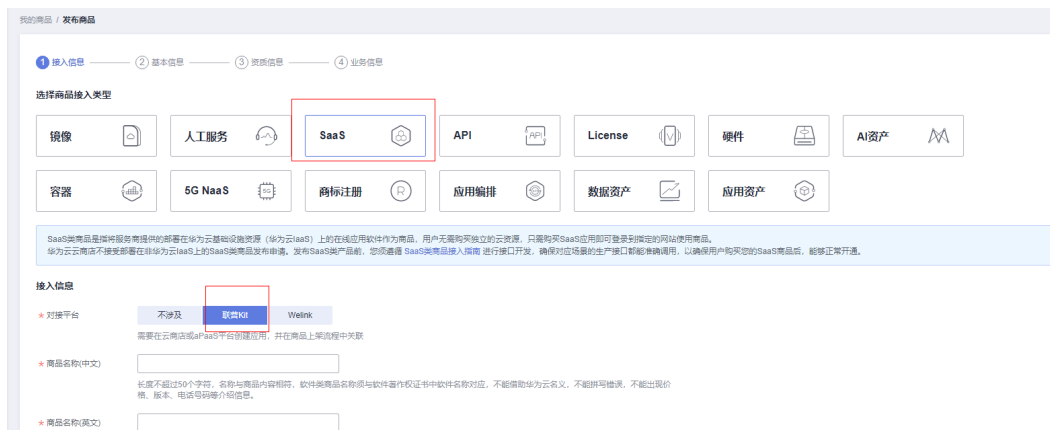 我的商品 / 发布商品
1 接入信息 2 基本信息 3 资质信息 4 业务信息
选择商品接入类型
镜像 人工服务 SaaS API API License 硬件 AI资产
容器 5G NaaS 5G 商标注册 R 应用编排 数据资产 应用资产
SaaS类商品是指将服务商提供的部署在华为云基础设施资源（华为云IaaS）上的在线应用软件作为商品，用户无需购买独立的云资源，只需购买SaaS应用即可登录到指定的网站使用商品。
华为云云商店不接受部署在非华为云IaaS上的SaaS类商品发布申请。发布SaaS类产品前，您须遵循 SaaS类商品接入指南 进行接口开发，确保对应场景的生产接口都能准确调用，以确保用户购买您的SaaS商品后，能够正常开通。
接入信息
* 对接平台 不涉及 联营Kit Welink
需要在云商店或aPaaS平台创建应用，并在商品上架流程中关联
* 商品名称(中文)
长度不超过50个字符，名称与商品内容相符，软件类商品名称须与软件著作权证书中软件名称对应，不能借助华为云名义，不能拼写错误，不能出现价
格、版本、电话号码等介绍信息。
* 商品名称(英文)